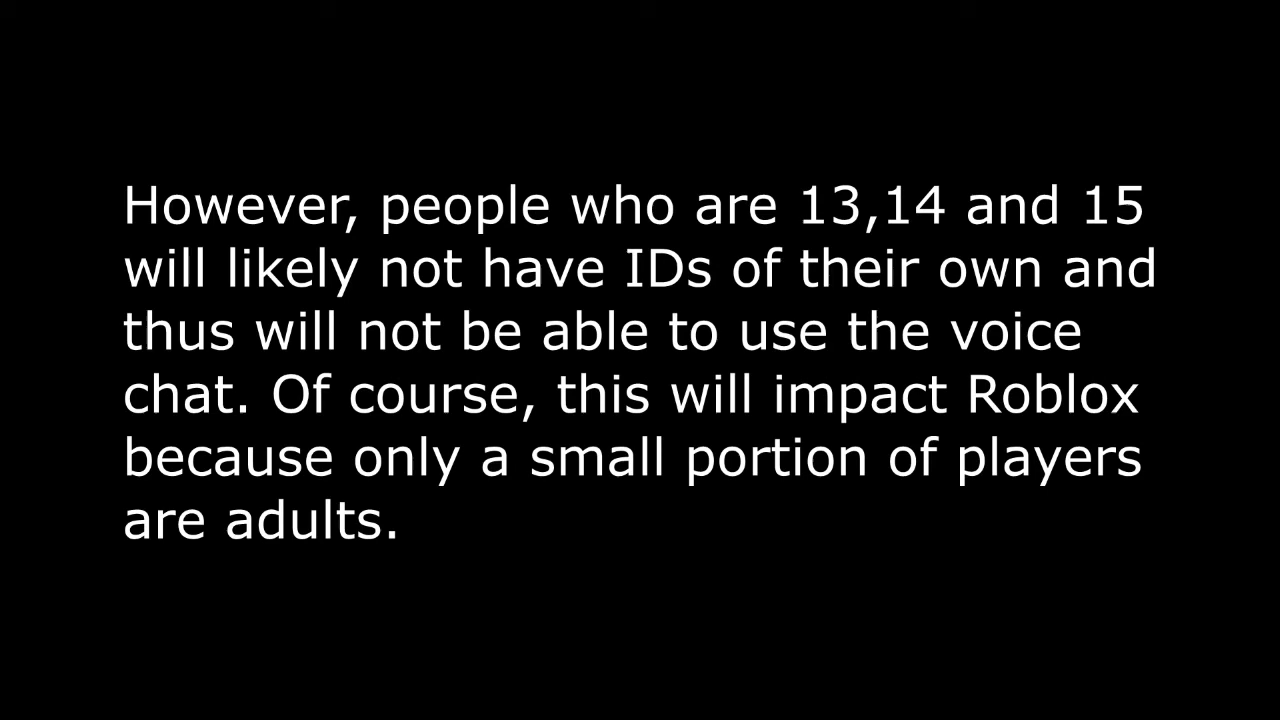 However, people who are 13,14 and 15
will likely not have IDs of their own and
thus will not be able to use the voice
chat. Of course, this will impact Roblox
because only a small portion of players
are adults.